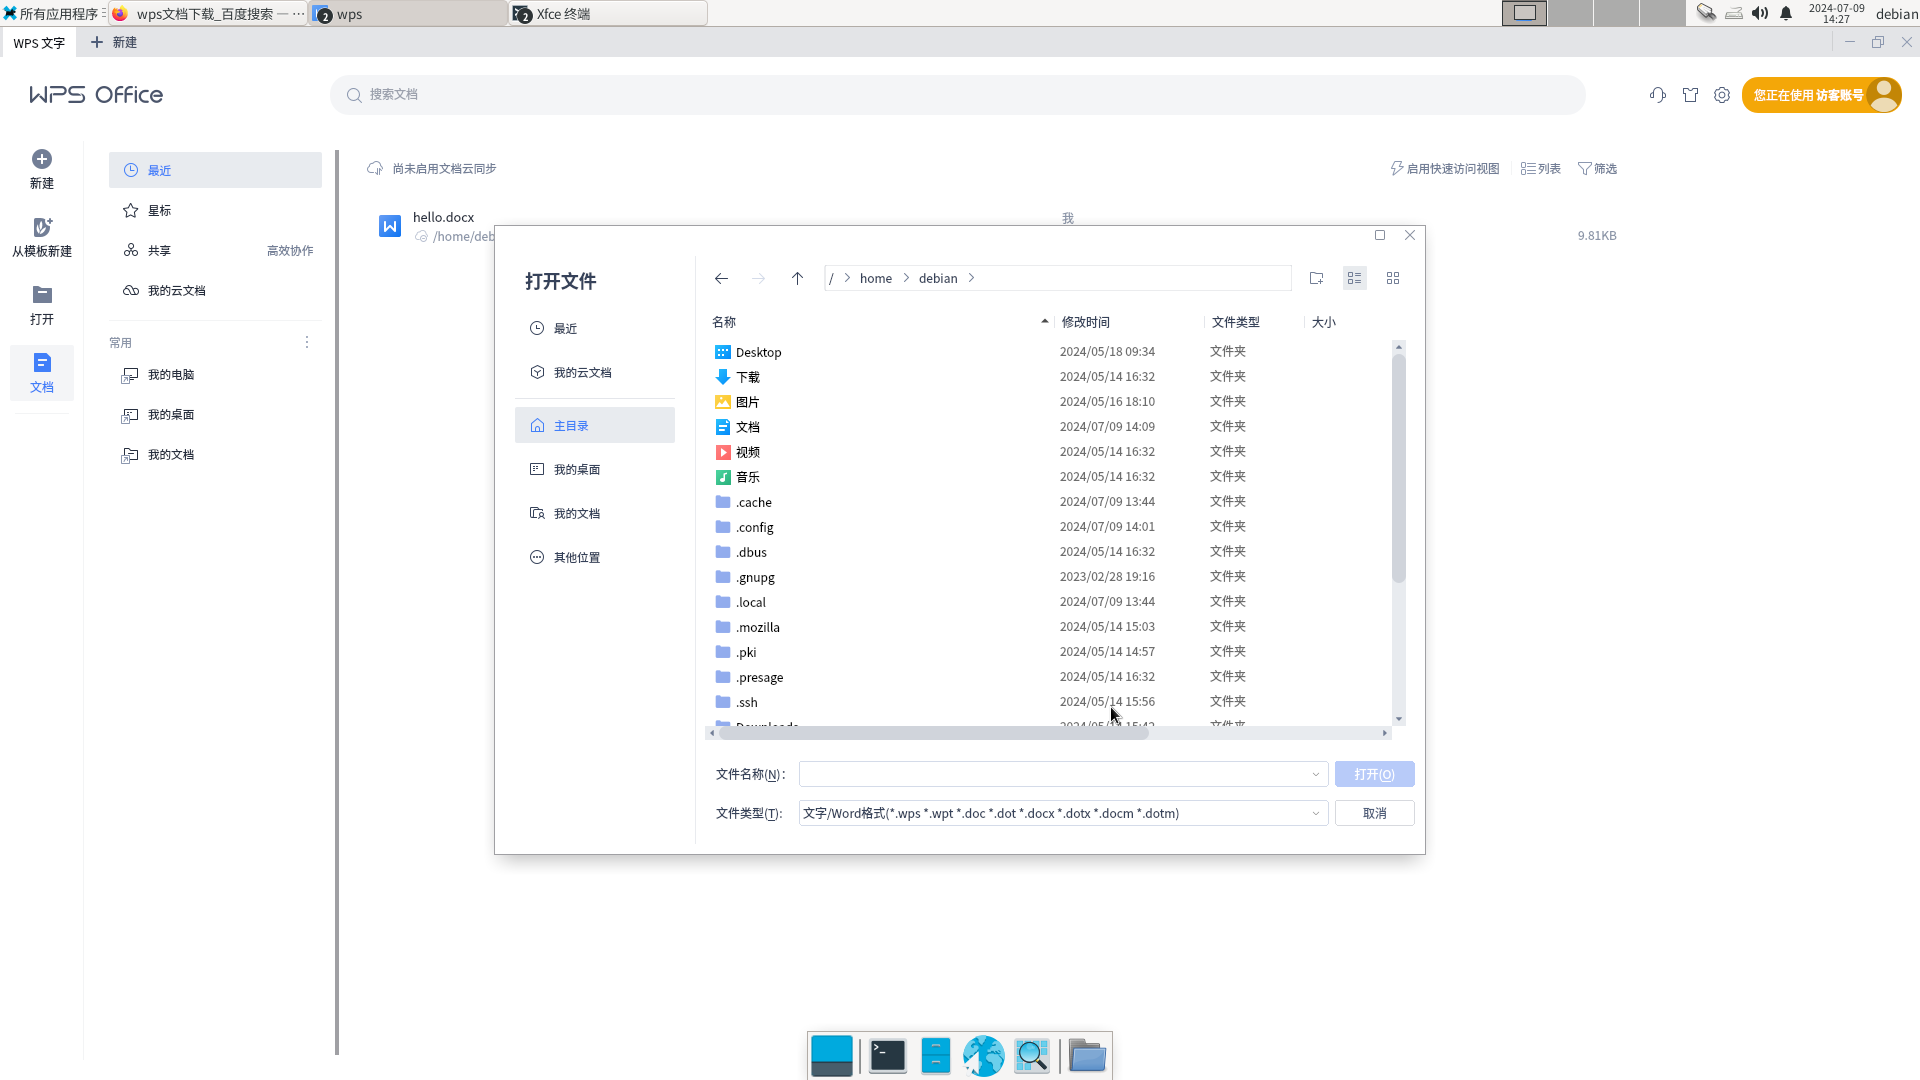 所有应用程序
wps文档下载_百度搜索 — ···
2 wps
2 Xfce 终端
2024-07-09
14:27
debian
WPS 文字
新建
WPS Office
搜索文档
您正在使用 访客账号
新建
从模板新建
打开
文档
最近
星标
共享 高效协作
我的云文档
常用
我的电脑
我的桌面
我的文档
尚未启用文档云同步
启用快速访问视图 列表 筛选
hello.docx 我
/home/deb 9.81KB
打开文件
最近
我的云文档
主目录
我的桌面
我的文档
其他位置
/ home debian
名称 修改时间 文件类型 大小
Desktop 2024/05/18 09:34 文件夹
下载 2024/05/14 16:32 文件夹
图片 2024/05/16 18:10 文件夹
文档 2024/07/09 14:09 文件夹
视频 2024/05/14 16:32 文件夹
音乐 2024/05/14 16:32 文件夹
.cache 2024/07/09 13:44 文件夹
.config 2024/07/09 14:01 文件夹
.dbus 2024/05/14 16:32 文件夹
.gnupg 2023/02/28 19:16 文件夹
.local 2024/07/09 13:44 文件夹
.mozilla 2024/05/14 15:03 文件夹
.pki 2024/05/14 14:57 文件夹
.presage 2024/05/14 16:32 文件夹
.ssh 2024/05/14 15:56 文件夹
Downloads 2024/05/14 15:42 文件夹
文件名称(N)： 打开(O)
文件类型(T): 文字/Word格式(*.wps *.wpt *.doc *.dot *.docx *.dotx *.docm *.dotm) 取消